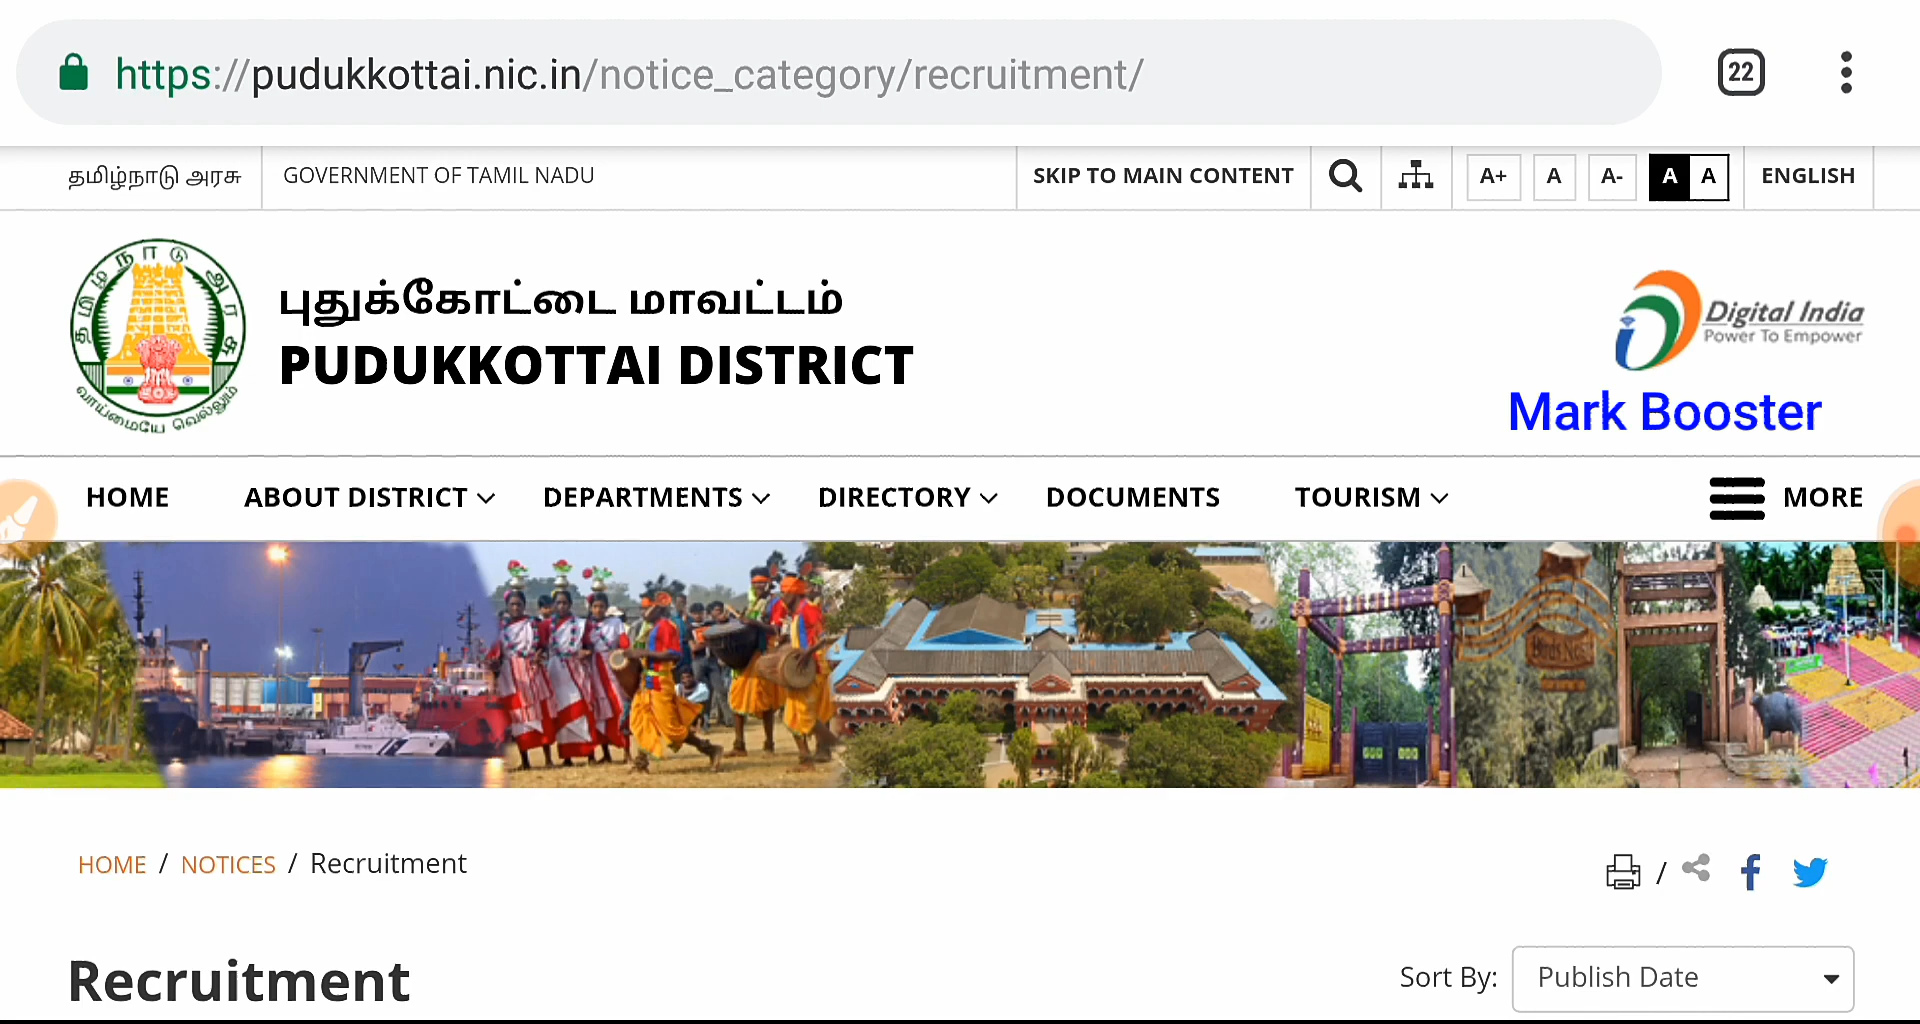 https://pudukkottai.nic.in/notice_category/recruitment/
22
தமிழ்நாடு அரசு
GOVERNMENT OF TAMIL NADU
SKIP TO MAIN CONTENT
A+
A
A-
A
A
ENGLISH
தமிழ்நாடு அரசு
வாய்மையே வெல்லும்
புதுக்கோட்டை மாவட்டம்
PUDUKKOTTAI DISTRICT
Digital India
Power To Empower
Mark Booster
HOME
ABOUT DISTRICT
DEPARTMENTS
DIRECTORY
DOCUMENTS
TOURISM
MORE
HOME / NOTICES / Recruitment
/
Recruitment
Sort By:
Publish Date